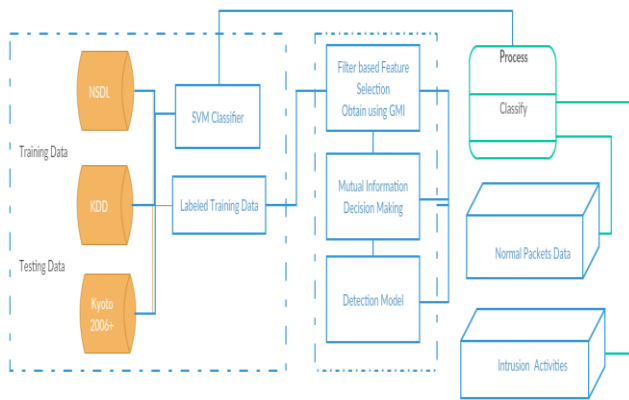 NSDL
SVM Classifier
Training Data
KDD
Labeled Training Data
Testing Data
Kyoto
2006+
Filter based Feature
Selection
Obtain using GMI
Mutual Information
Decision Making
Detection Model
Process
Classify
Normal Packets Data
Intrusion Activities